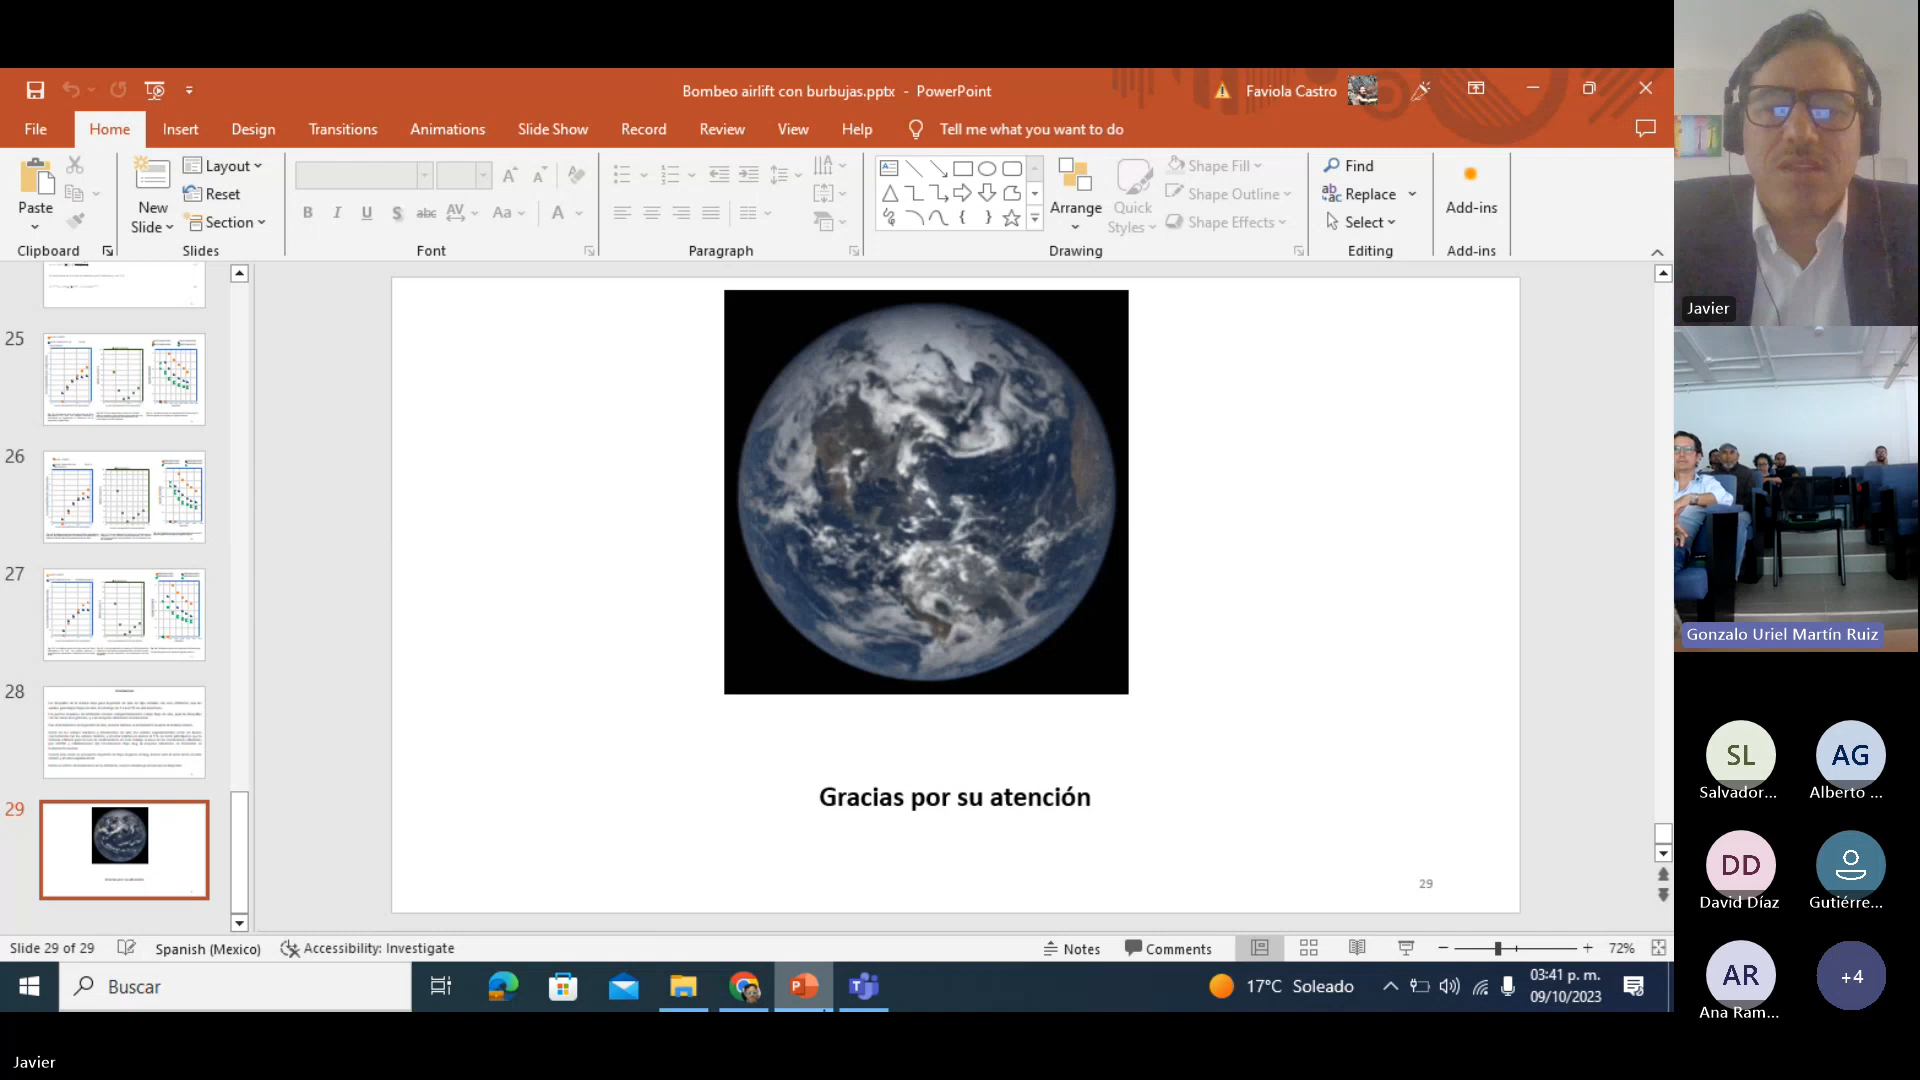 Bombeo airlift con burbujas.pptx - PowerPoint
Faviola Castro
File Home Insert Design Transitions Animations Slide Show Record Review View Help Tell me what you want to do
Paste
Clipboard
New Slide
Layout
Reset
Section
Slides
B I U S abc AV Aa A
Font
Paragraph
Arrange
Quick Styles
Shape Fill
Shape Outline
Shape Effects
Drawing
Find
Replace
Select
Editing
Add-ins
Add-ins
25
26
27
28
29
Gracias por su atención
29
Slide 29 of 29 Spanish (Mexico) Accessibility: Investigate Notes Comments 72%
Buscar
17°C Soleado
03:41 p. m.
09/10/2023
Javier
Gonzalo Uriel Martín Ruiz
SL AG
Salvador... Alberto ...
DD
David Díaz Gutiérre...
AR +4
Ana Ram...
Javier